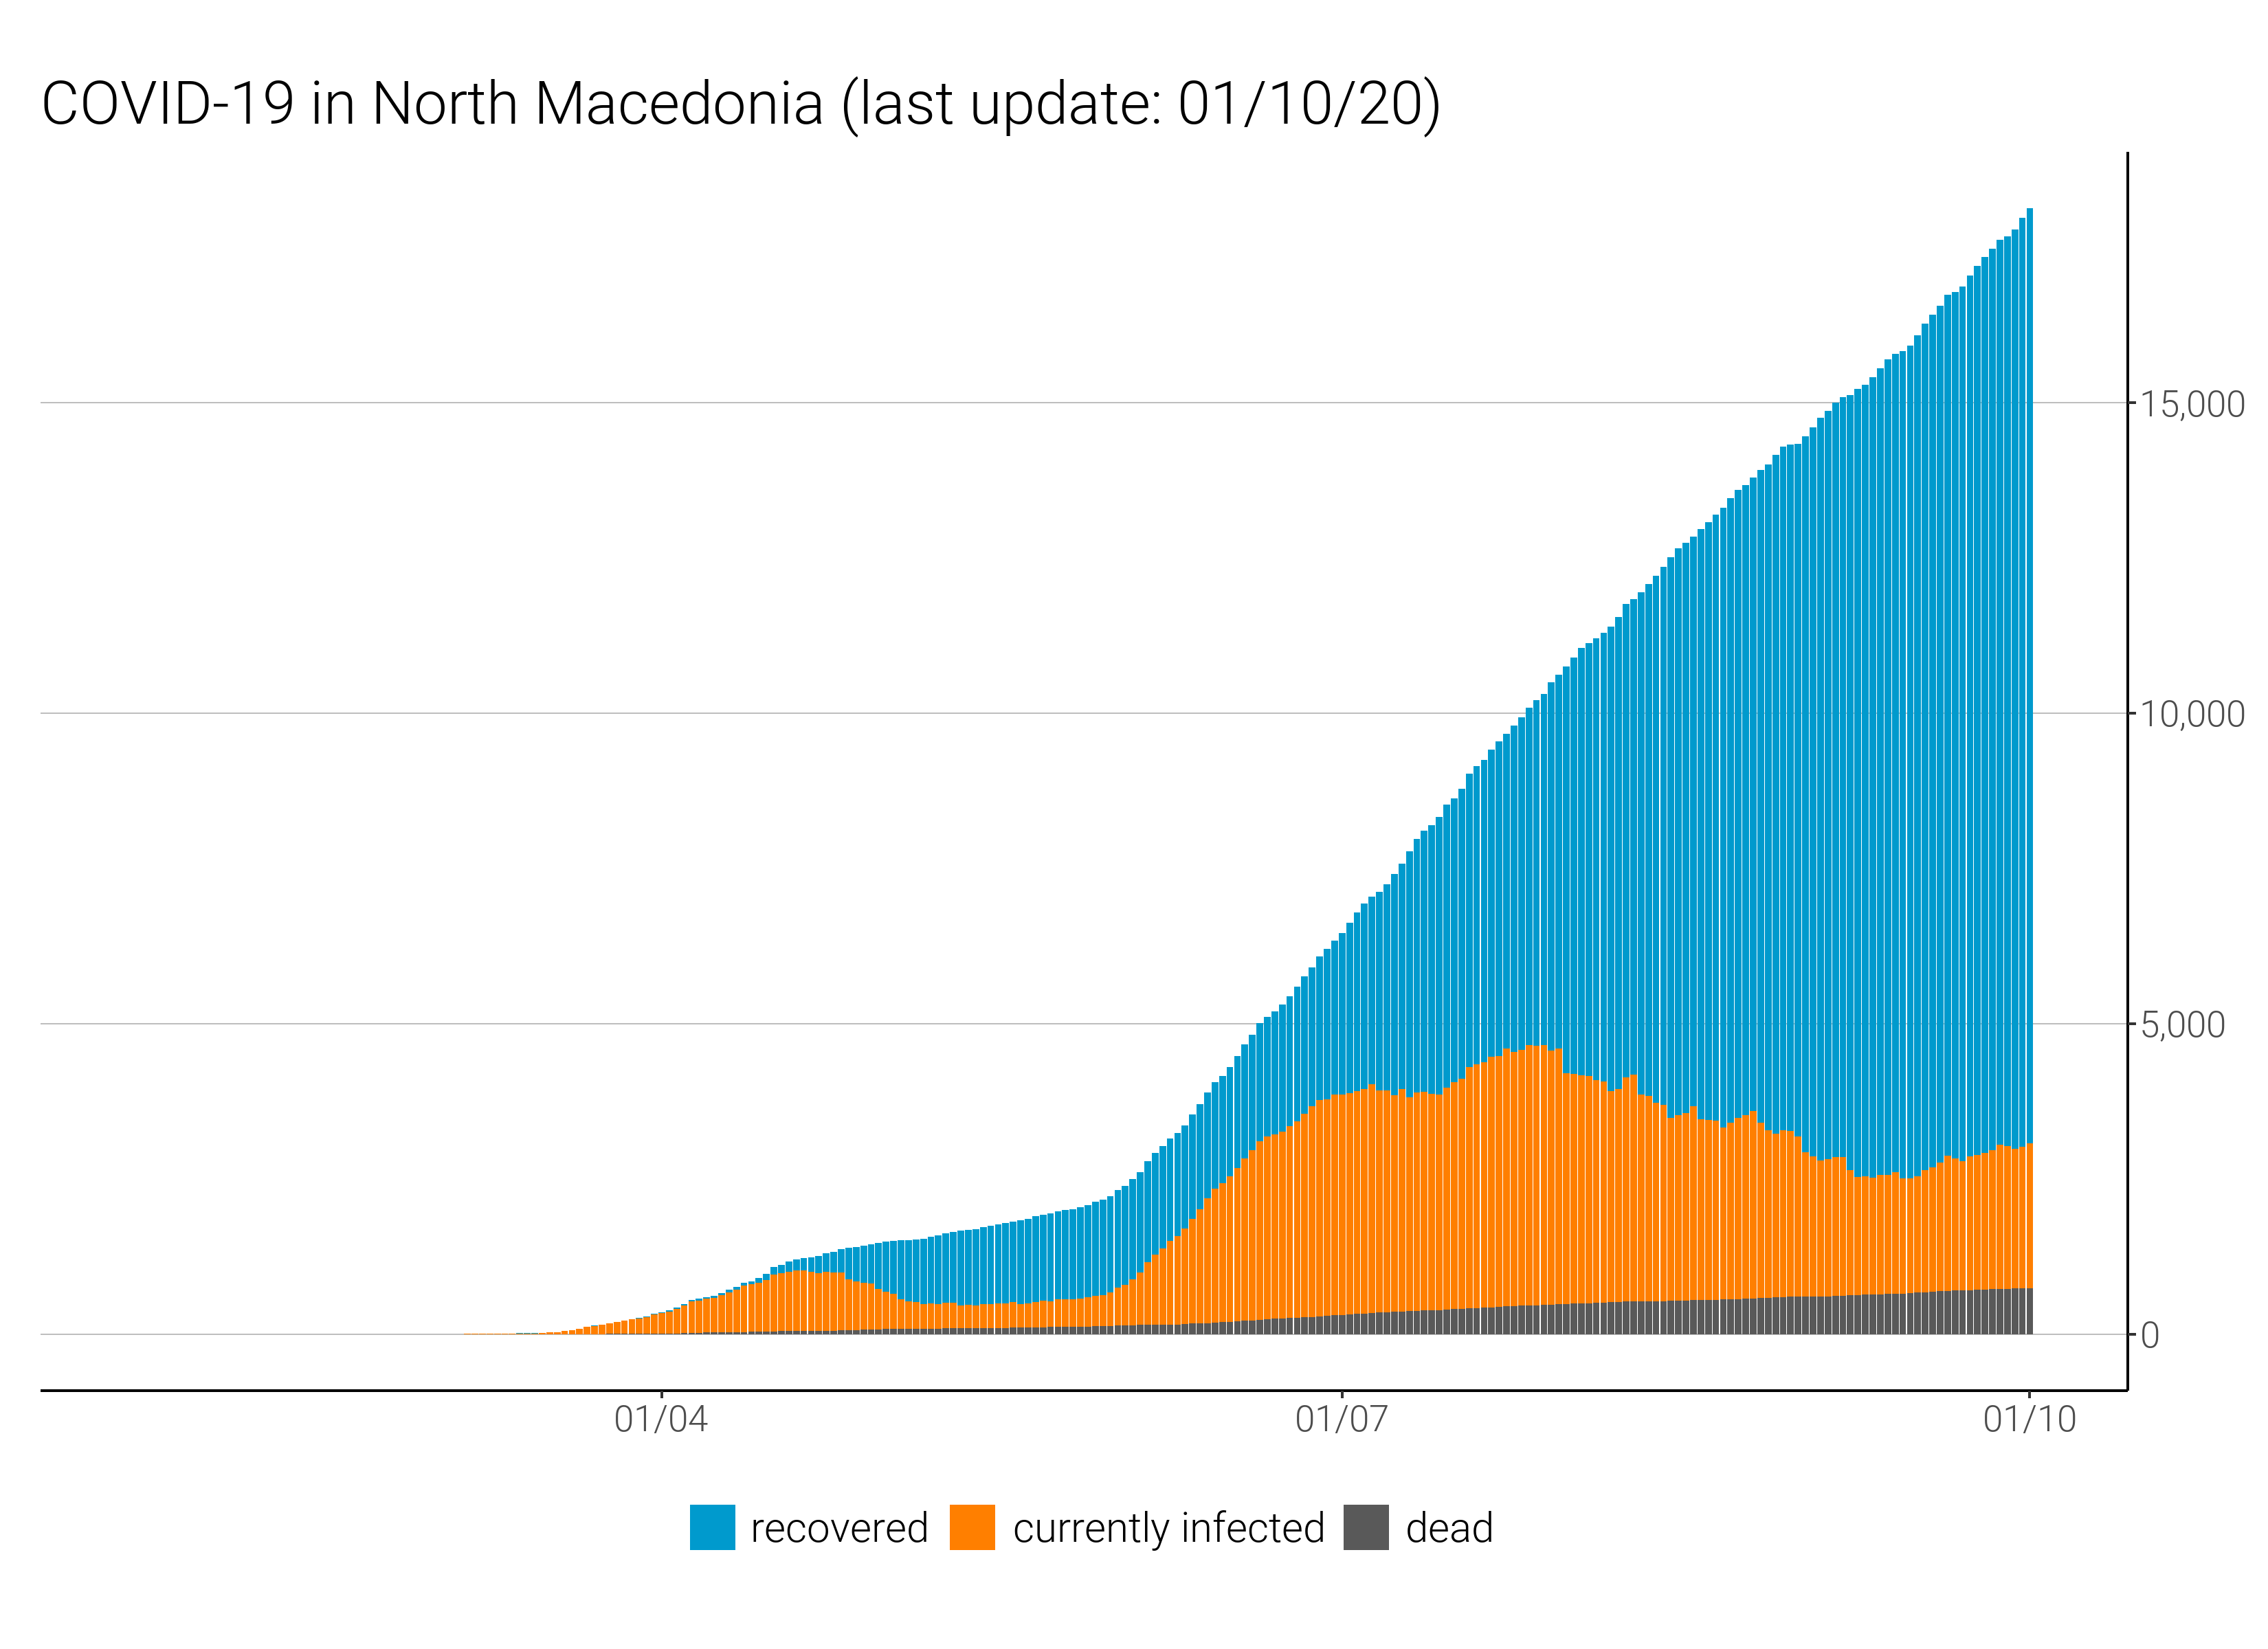 COVID-19 in North Macedonia (last update: 01/10/20)
15,000
10,000
5,000
0
01/04 01/07 01/10
recovered currently infected dead